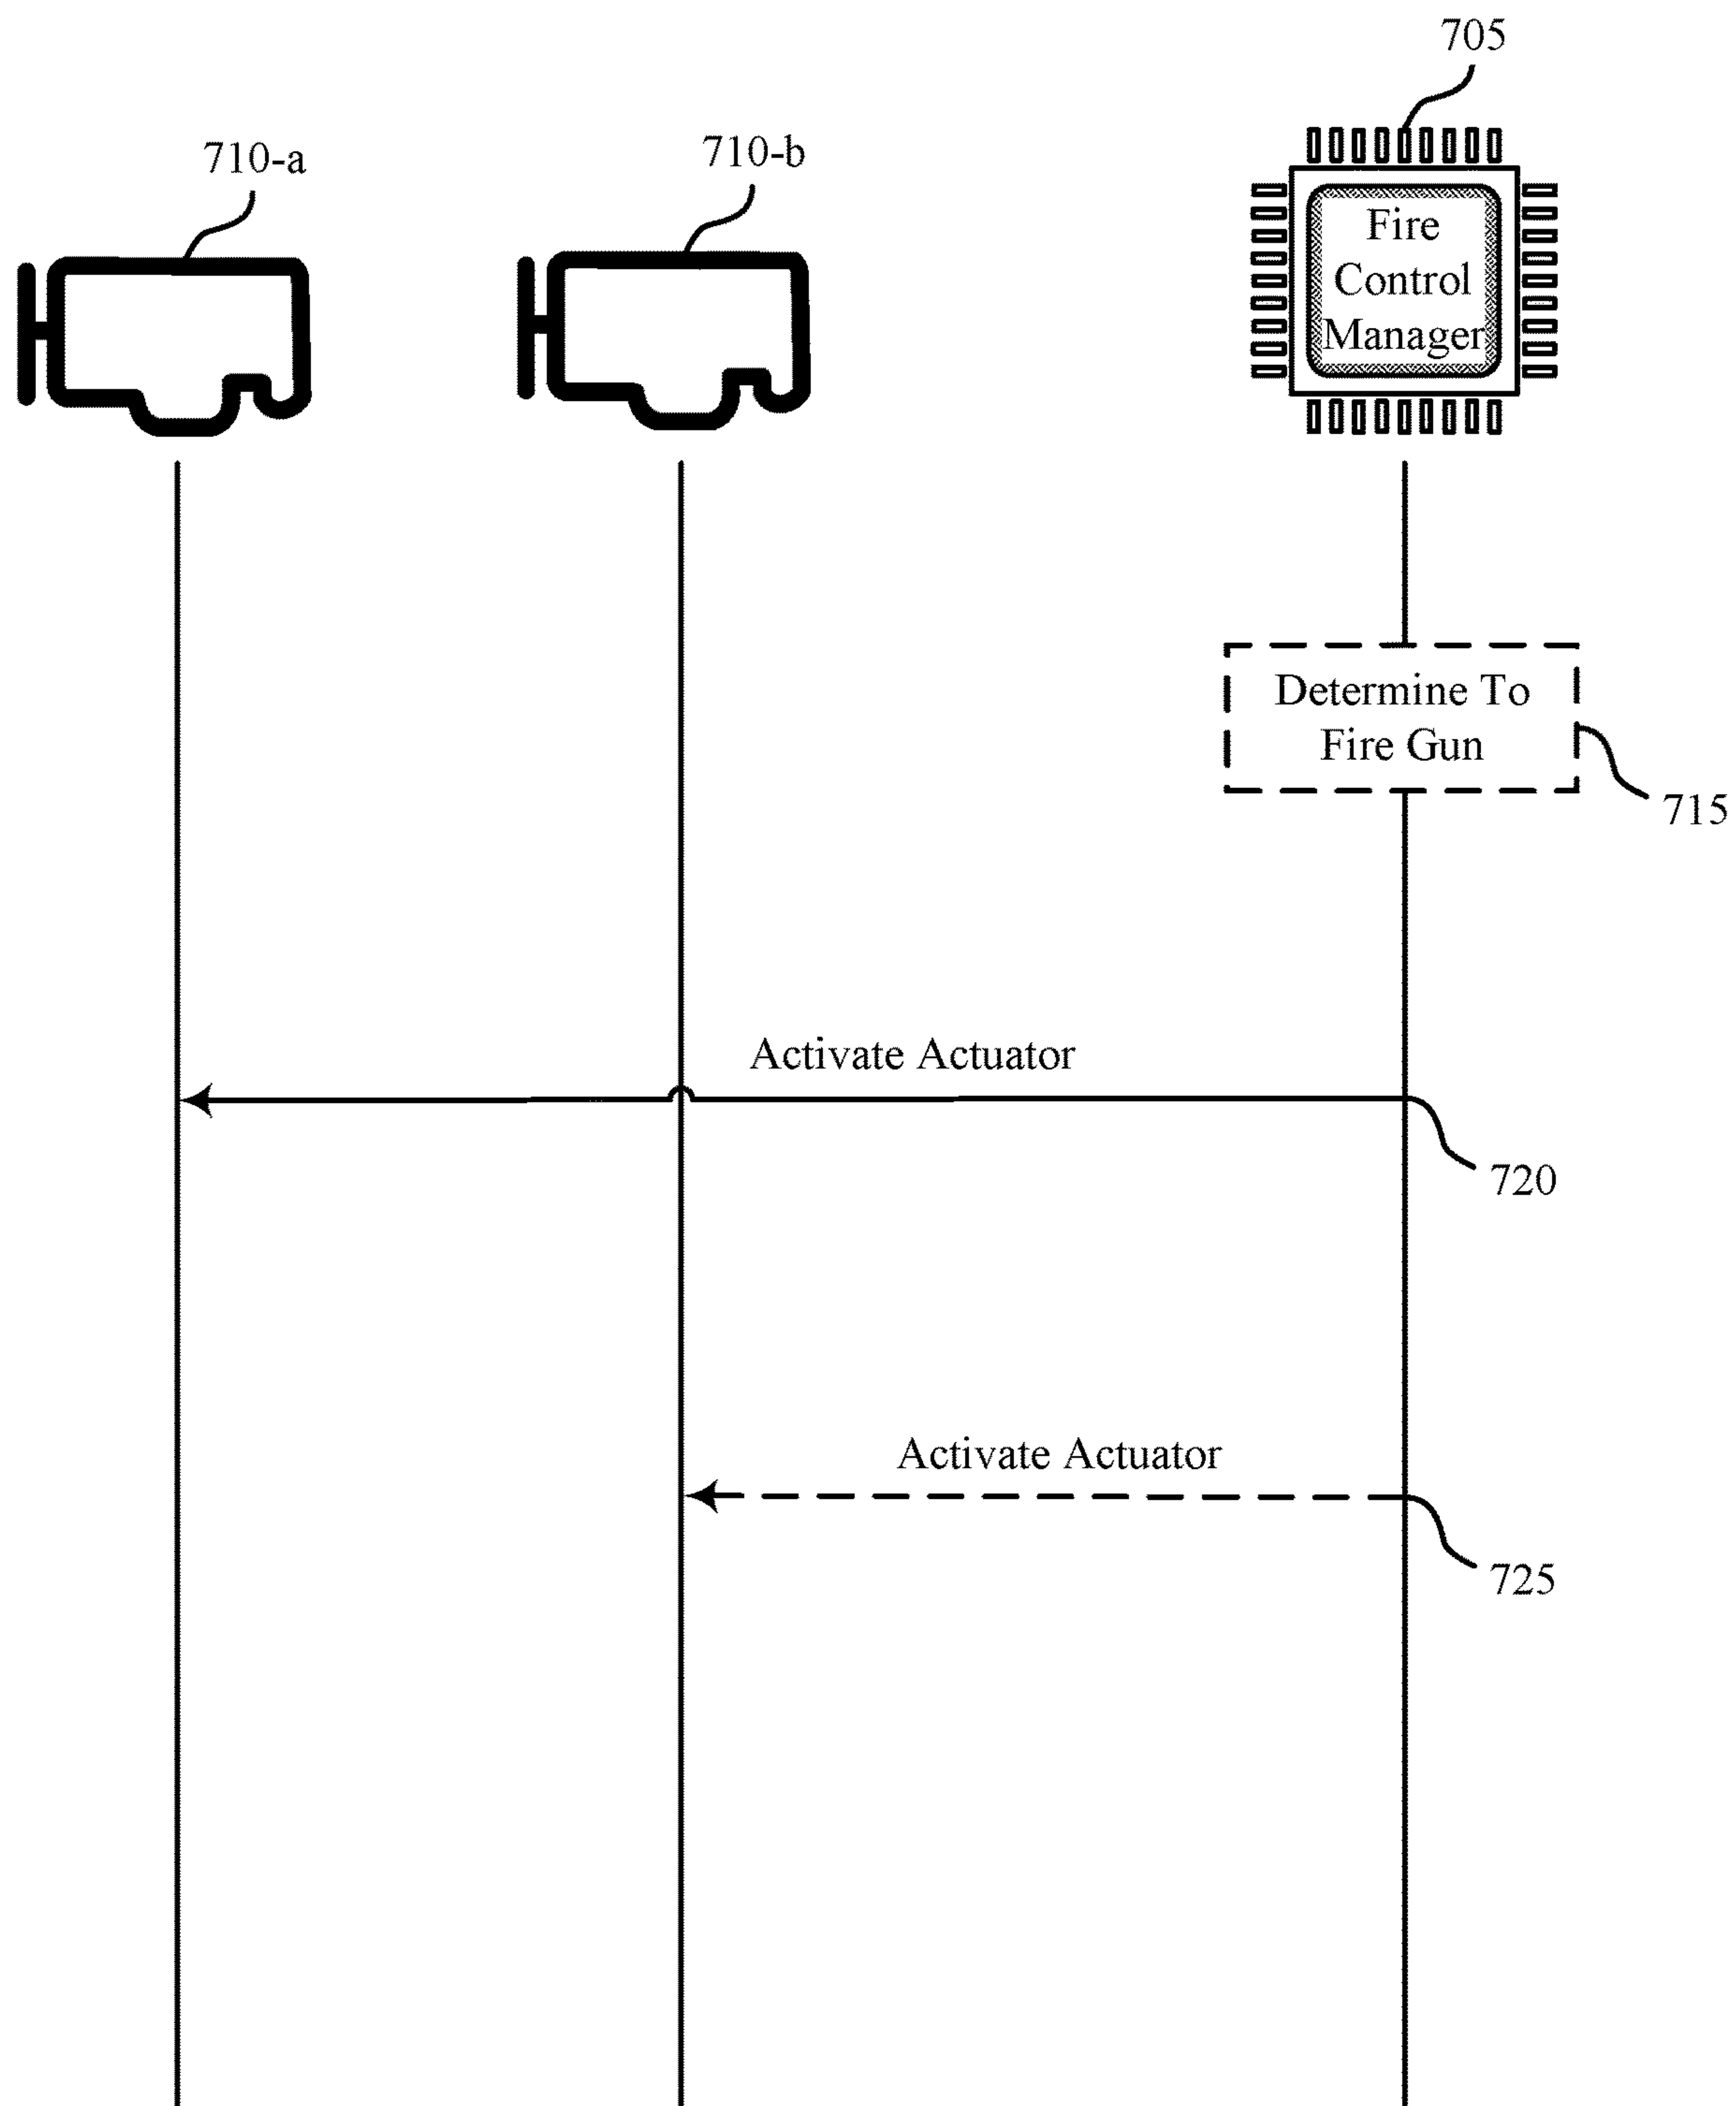 705
710-a
710-b
Fire
Control
Manager
Determine To
Fire Gun
715
Activate Actuator
720
Activate Actuator
725